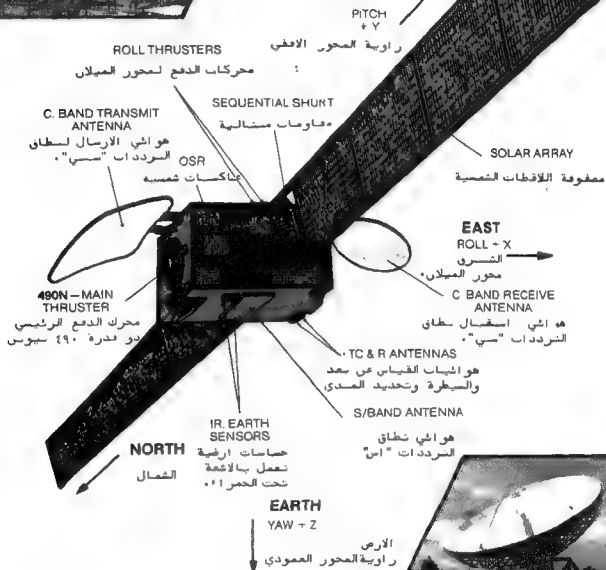 PITCH
+ Y
زاوية المحور الافقي
ROLL THRUSTERS
محركات الدفع لمحور الميلان
C. BAND TRANSMIT
ANTENNA
هوائي الارسال لنطاق
الترددات "سي".
SEQUENTIAL SHUNT
مقاومات متتالية
OSR
عاكسات شمسيه
SOLAR ARRAY
مصفوفة اللاقطات الشمسية
EAST
ROLL + X
الشرق
محور الميلان.
C BAND RECEIVE
ANTENNA
هوائي استقبال نطاق
الترددات "سي".
490N – MAIN
THRUSTER
محرك الدفع الرئيسي
ذو قدرة ٤٩٠ نيوتن
TC & R ANTENNAS
هوائيات القياس عن بعد
والسيطرة وتحديد المدى
S/BAND ANTENNA
هوائي نطاق
الترددات "اس"
IR. EARTH
SENSORS
حساسات ارضية
تعمل بالاشعة
تحت الحمراء.
NORTH
الشمال
EARTH
YAW + Z
الارض
زاوية المحور العمودي